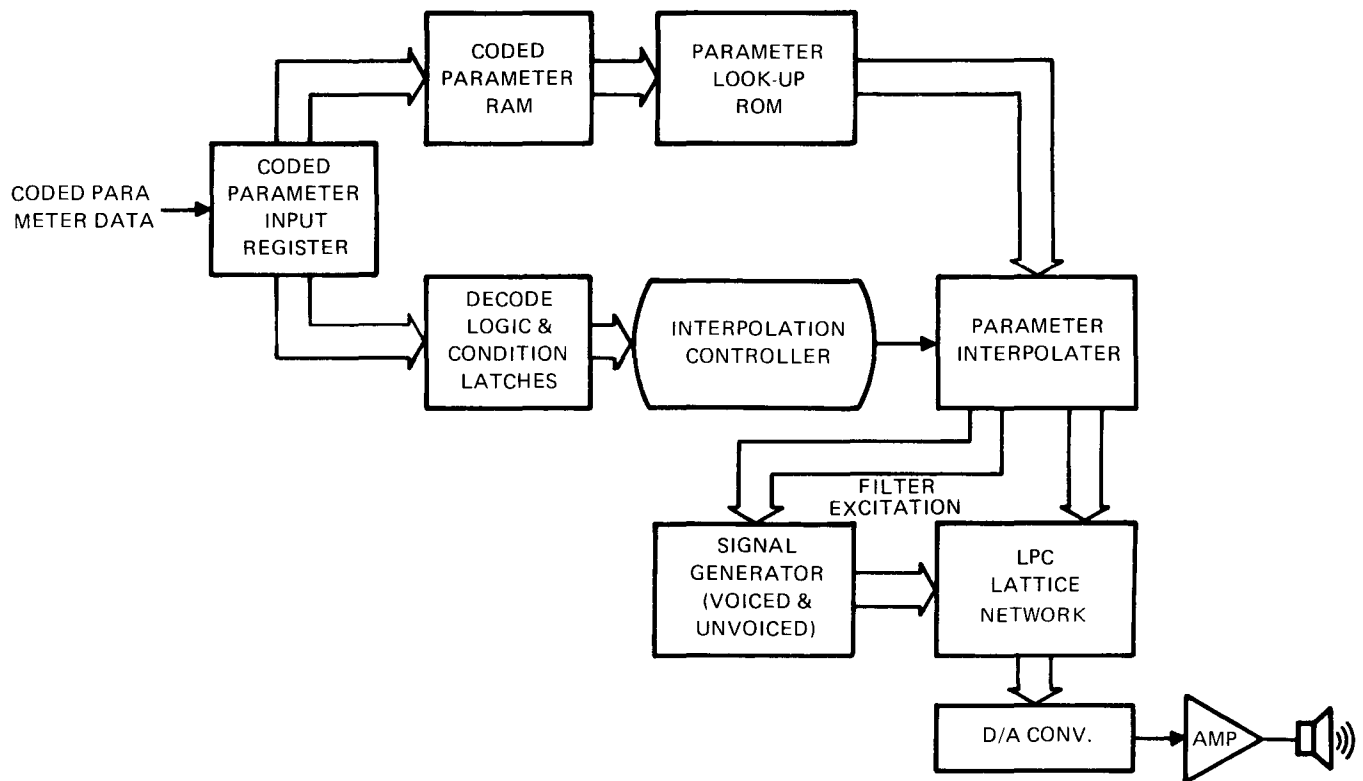 CODED
PARAMETER
RAM
PARAMETER
LOOK-UP
ROM
CODED PARA
METER DATA
CODED
PARAMETER
INPUT
REGISTER
DECODE
LOGIC &
CONDITION
LATCHES
INTERPOLATION
CONTROLLER
PARAMETER
INTERPOLATER
FILTER
EXCITATION
SIGNAL
GENERATOR
(VOICED &
UNVOICED)
LPC
LATTICE
NETWORK
D/A CONV.
AMP